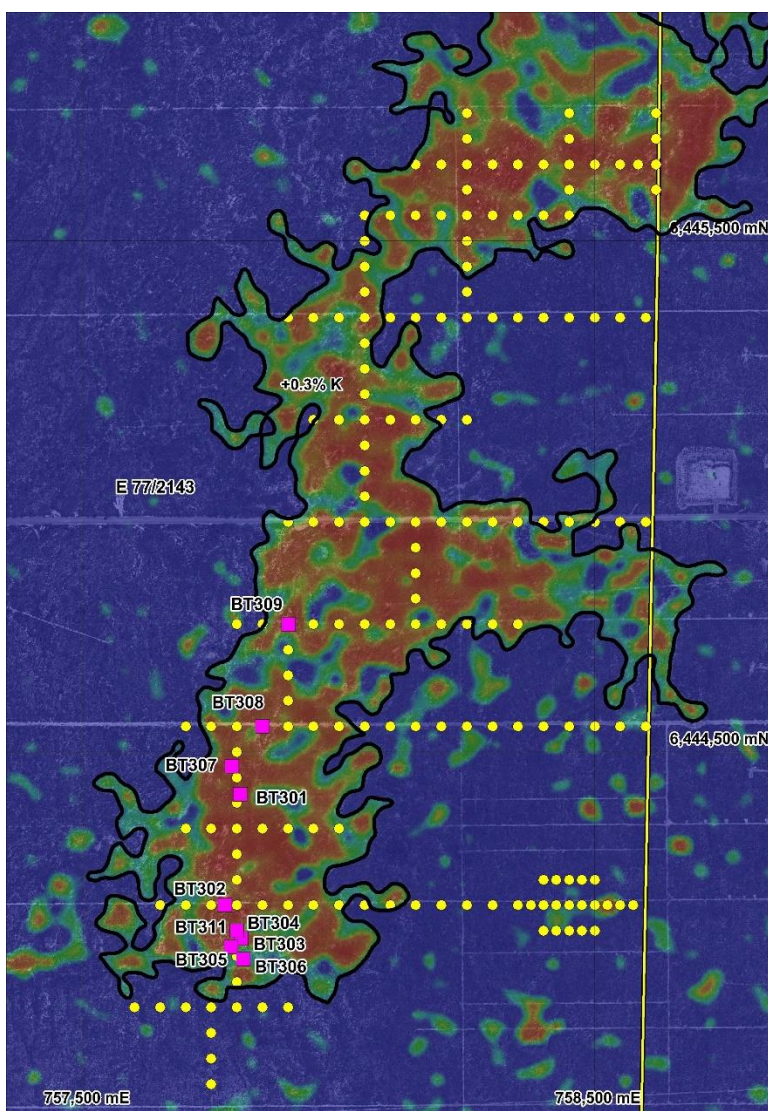 6,445,500 mN
+0.3% K
E 77/2143
BT309
BT308
6,444,500 mN
BT307
BT301
BT302
BT304
BT311
BT303
BT305
BT306
757,500 mE
758,500 mE